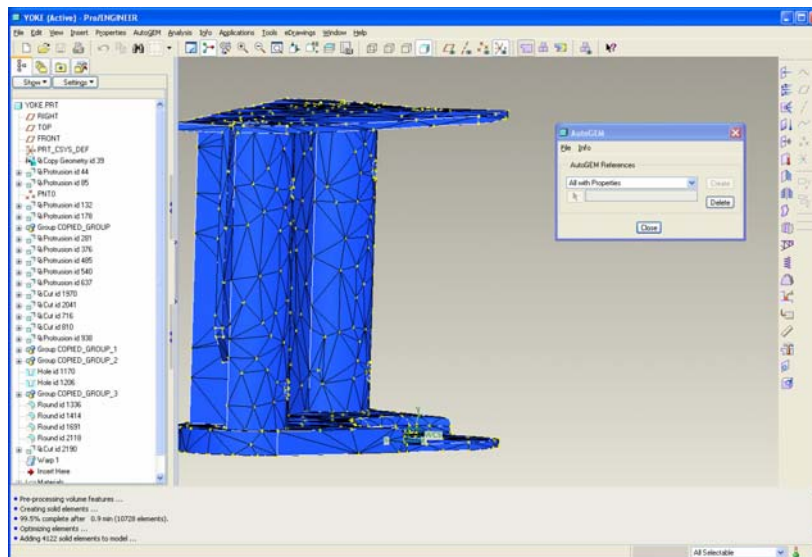 YOKE (Active) - Pro/ENGINEER
File Edit View Insert Properties AutoGEM Analysis Info Applications Tools eDrawings Window Help
Show Settings
YOKE.PRT
RIGHT
TOP
FRONT
PRT_CSYS_DEF
Copy Geometry id 39
Protrusion id 44
Protrusion id 85
PNT0
Protrusion id 132
Protrusion id 178
Group COPIED_GROUP
Protrusion id 281
Protrusion id 376
Protrusion id 485
Protrusion id 540
Protrusion id 637
Cut id 1970
Cut id 2041
Cut id 716
Cut id 810
Protrusion id 938
Group COPIED_GROUP_1
Group COPIED_GROUP_2
Hole id 1170
Hole id 1206
Group COPIED_GROUP_3
Round id 1336
Round id 1414
Round id 1691
Round id 2118
Cut id 2190
Warp 1
Insert Here
Materials
AutoGEM
File Info
AutoGEM References
All with Properties
Create
Delete
Close
Pre-processing volume features ...
Creating solid elements ...
99.5% complete after 0.9 min (10728 elements).
Optimizing elements ...
Adding 4122 solid elements to model ...
All Selectable